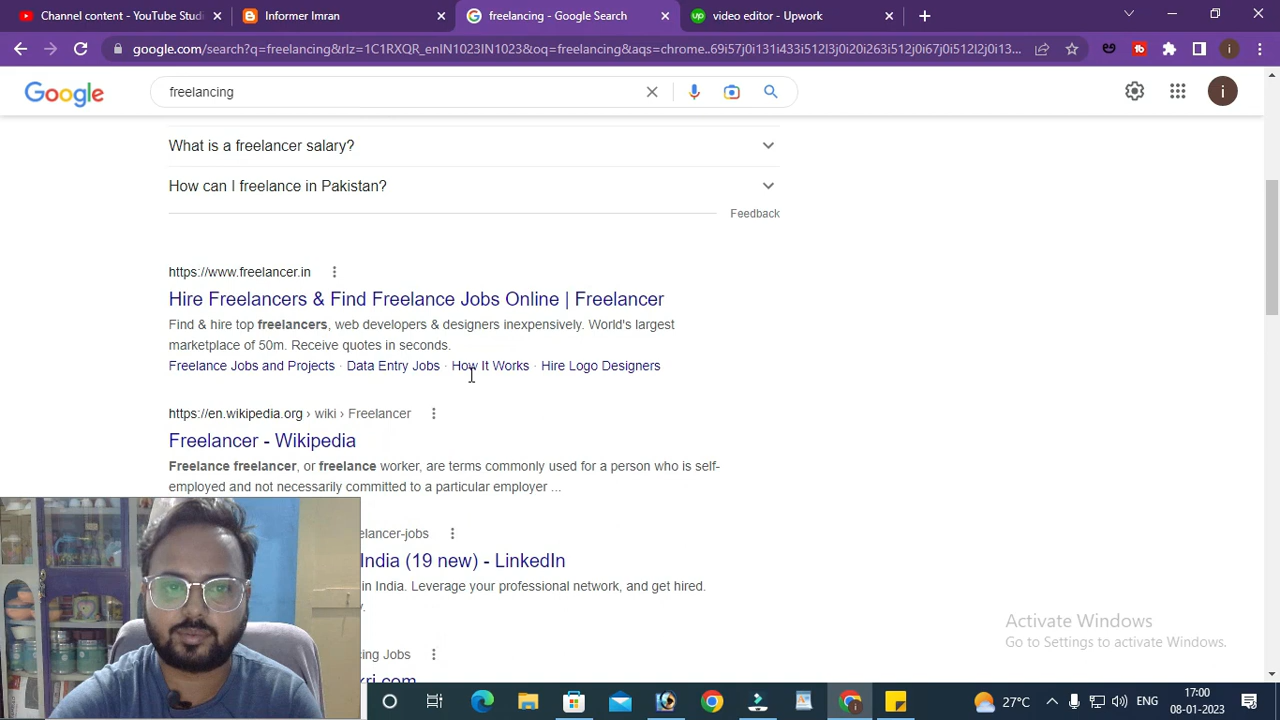 Content - YouTube Stud
Informer Imran
freelancing - Google Search
video editor - Upwork
google.com/search?q=freelancing&rlz=1C1RXQR_enIN1023IN1023&oq=freelancing&aqs=chrome..69i57j0i131i433i512l3j0i20i263i512j0i67j0i512l2j0i13...
Google
freelancing
i
i
What is a freelancer salary?
How can I freelance in Pakistan?
Feedback
https://www.freelancer.in
Hire Freelancers & Find Freelance Jobs Online | Freelancer
Find & hire top freelancers, web developers & designers inexpensively. World's largest
marketplace of 50m. Receive quotes in seconds.
Freelance Jobs and Projects · Data Entry Jobs · How It Works · Hire Logo Designers
https://en.wikipedia.org › wiki › Freelancer
Freelancer - Wikipedia
Freelance freelancer, or freelance worker, are terms commonly used for a person who is self-
employed and not necessarily committed to a particular employer ...
elancer-jobs
India (19 new) - LinkedIn
in India. Leverage your professional network, and get hired.
y.
cing Jobs
kri.com
Activate Windows
Go to Settings to activate Windows.
27°C
ENG
17:00
08-01-2023